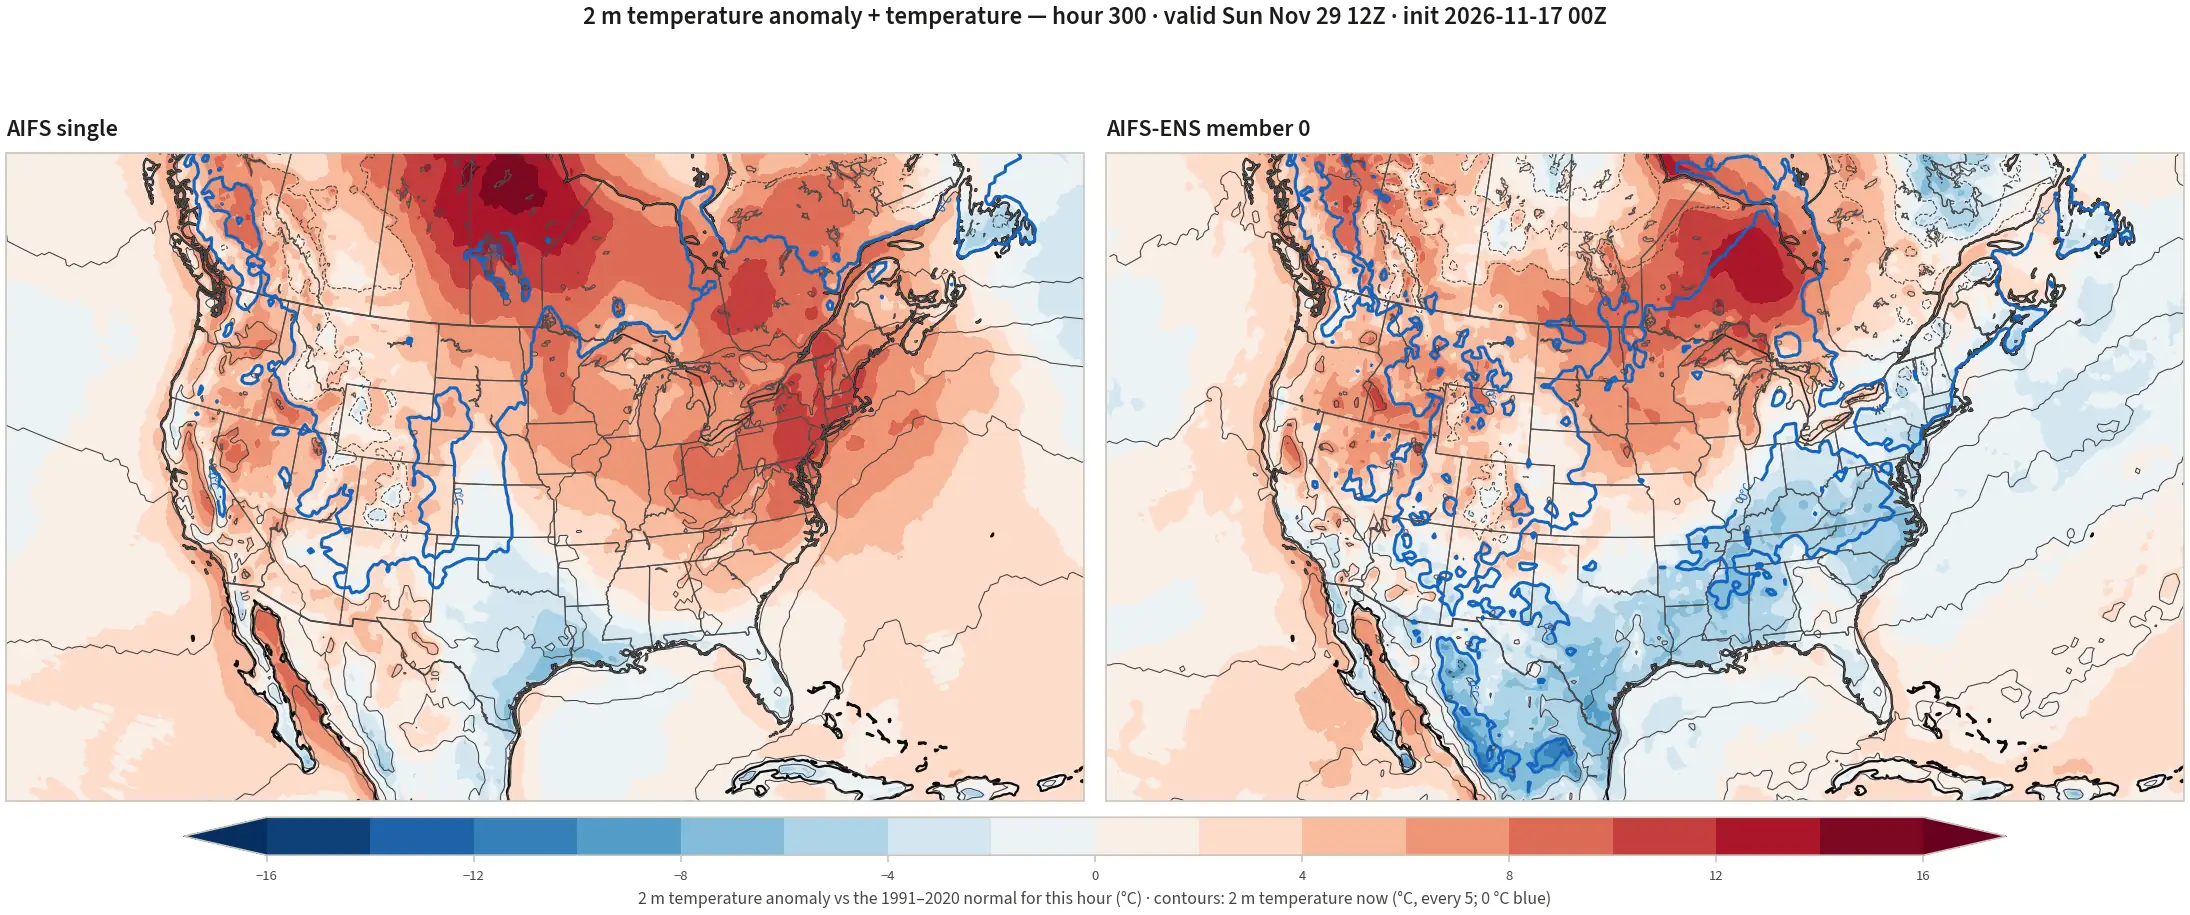 2 m temperature anomaly + temperature — hour 300 · valid Sun Nov 29 12Z · init 2026-11-17 00Z
AIFS single
AIFS-ENS member 0
−16
−12
−8
−4
0
4
8
12
16
2 m temperature anomaly vs the 1991–2020 normal for this hour (°C) · contours: 2 m temperature now (°C, every 5; 0 °C blue)